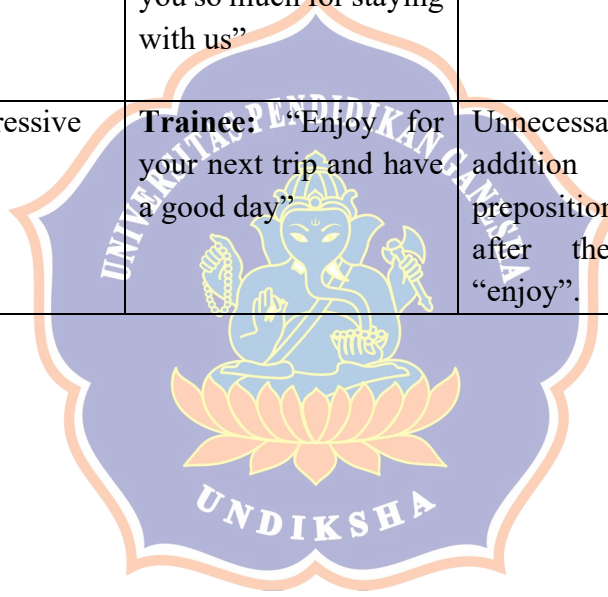 you so much for staying
with us”
ressive
Trainee: “Enjoy for
your next trip and have
a good day”
Unnecessa
addition
preposition
after the
“enjoy”.
UNIVERSITAS PENDIDIKAN GANESHA
UNDIKSHA